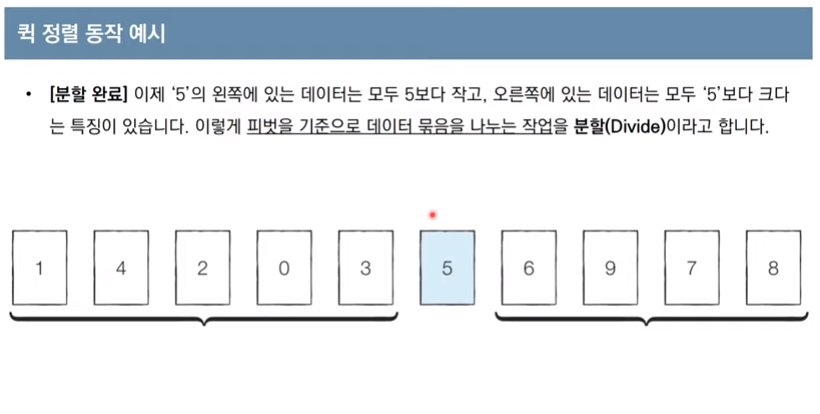 퀵 정렬 동작 예시
• [분할 완료] 이제 ‘5’의 왼쪽에 있는 데이터는 모두 5보다 작고, 오른쪽에 있는 데이터는 모두 ‘5’보다 크다
는 특징이 있습니다. 이렇게 피벗을 기준으로 데이터 묶음을 나누는 작업을 분할(Divide)이라고 합니다.
1 4 2 0 3 5 6 9 7 8